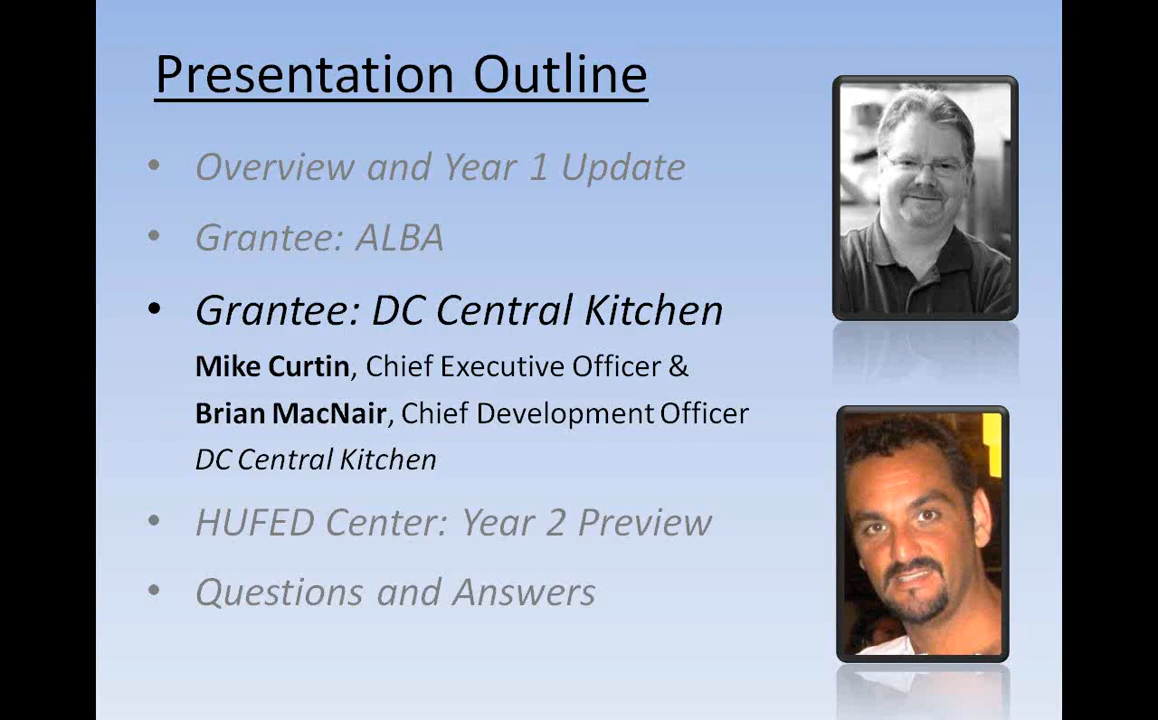 Presentation Outline
• Overview and Year 1 Update
• Grantee: ALBA
• Grantee: DC Central Kitchen
Mike Curtin, Chief Executive Officer &
Brian MacNair, Chief Development Officer
DC Central Kitchen
• HUFED Center: Year 2 Preview
• Questions and Answers